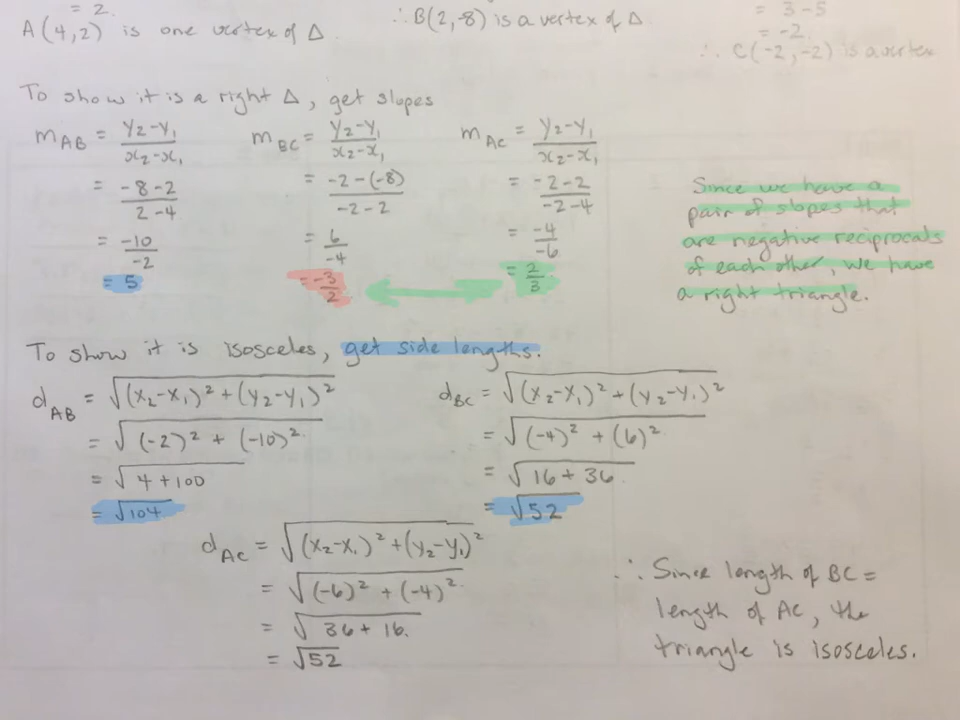 = 2.
A(4,2) is one vertex of Δ.
∴ B(2,-8) is a vertex of Δ.
= 3-5
= -2.
∴ C(-2,-2) is a vertex
To show it is a right Δ, get slopes
m_AB = (y₂-y₁)/(x₂-x₁)
= (-8-2)/(2-4)
= -10/-2
= 5
m_BC = (y₂-y₁)/(x₂-x₁)
= (-2-(-8))/(-2-2)
= 6/-4
= -3/2
m_AC = (y₂-y₁)/(x₂-x₁)
= (-2-2)/(-2-4)
= -4/-6
= 2/3
Since we have a
pair of slopes that
are negative reciprocals
of each other, we have
a right triangle.
To show it is isosceles, get side lengths.
d_AB = √((x₂-x₁)²+(y₂-y₁)²)
= √((-2)²+(-10)²)
= √(4+100)
= √104
d_BC = √((x₂-x₁)²+(y₂-y₁)²)
= √((-4)²+(6)²)
= √(16+36)
= √52
d_AC = √((x₂-x₁)²+(y₂-y₁)²)
= √((-6)²+(-4)²)
= √(36+16)
= √52
∴ Since length of BC =
length of AC, the
triangle is isosceles.